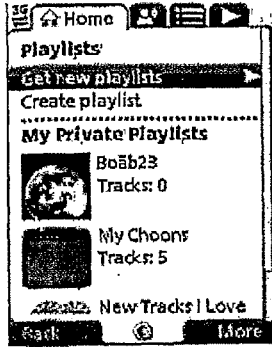 3G
Home
Playlists
Get new playlists
Create playlist
My Private Playlists
Boab23
Tracks: 0
My Choons
Tracks: 5
New Tracks I Love
Back
More